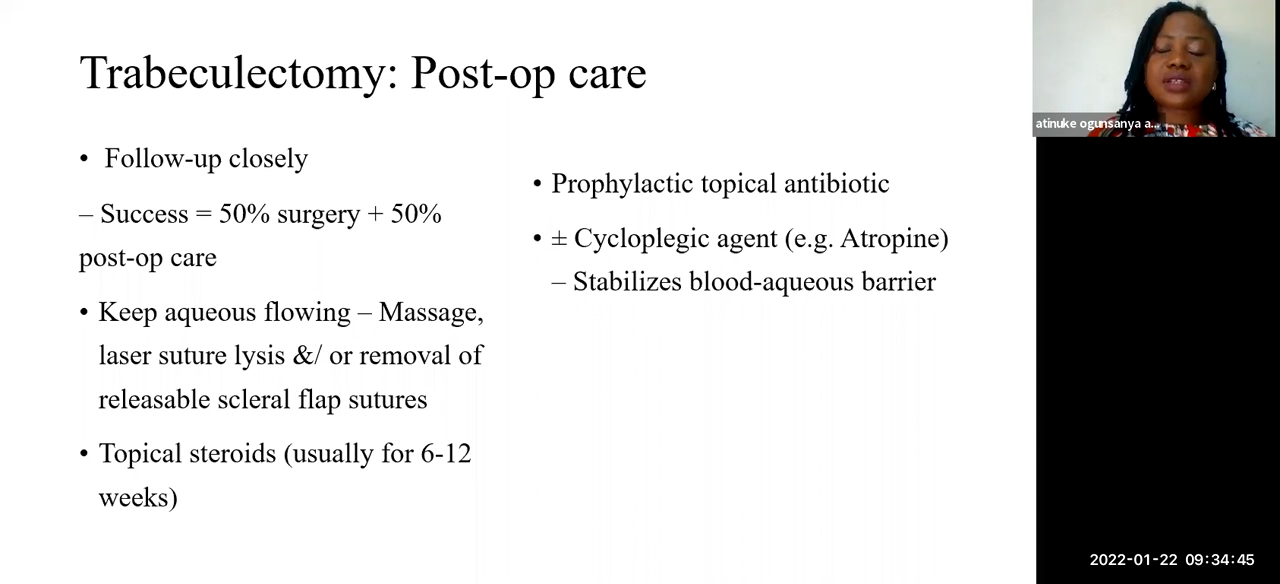 Trabeculectomy: Post-op care
• Follow-up closely
– Success = 50% surgery + 50%
post-op care
• Keep aqueous flowing – Massage,
laser suture lysis &/ or removal of
releasable scleral flap sutures
• Topical steroids (usually for 6-12
weeks)
• Prophylactic topical antibiotic
• ± Cycloplegic agent (e.g. Atropine)
– Stabilizes blood-aqueous barrier
atinuke ogunsanya a...
2022-01-22 09:34:45